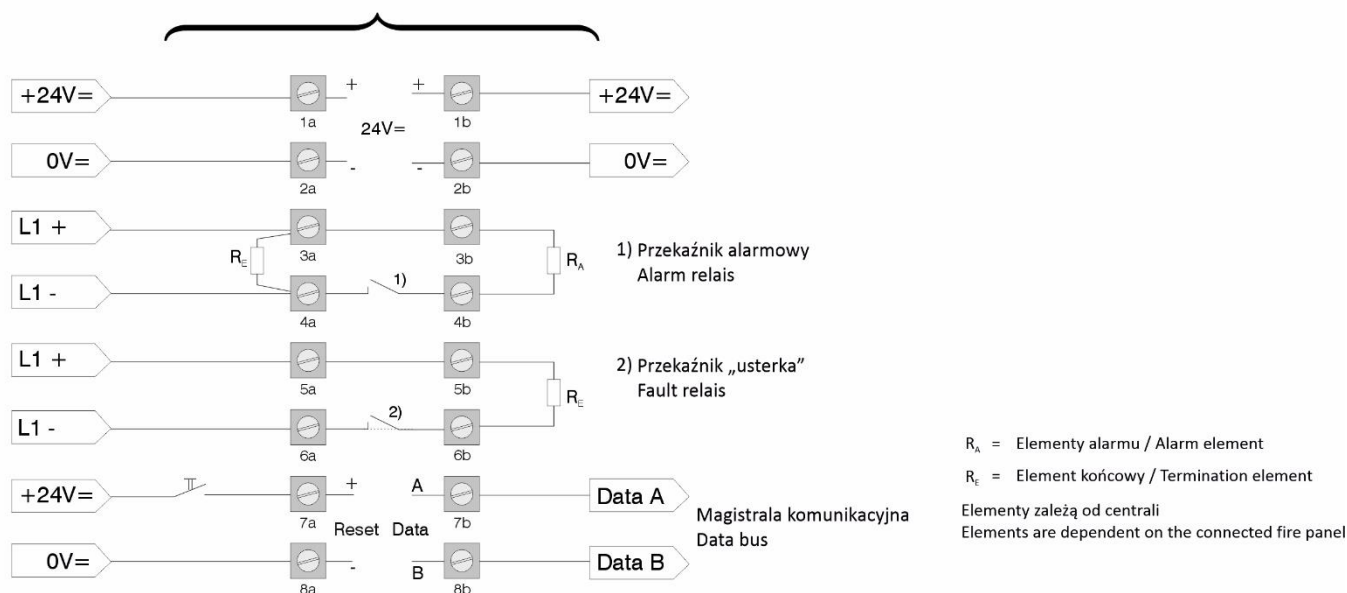 +24V= + + +24V=
1a 1b
24V=
0V= - - 0V=
2a 2b
L1 +
3a 3b
RE RA
1) Przekaźnik alarmowy
Alarm relais
L1 - 1)
4a 4b
L1 +
5a 5b
RE
2) Przekaźnik „usterka”
Fault relais
L1 - 2)
6a 6b
RA = Elementy alarmu / Alarm element
RE = Element końcowy / Termination element
Elementy zależą od centrali
Elements are dependent on the connected fire panel
+24V= + A Data A
7a 7b
Reset Data
Magistrala komunikacyjna
Data bus
0V= - B Data B
8a 8b